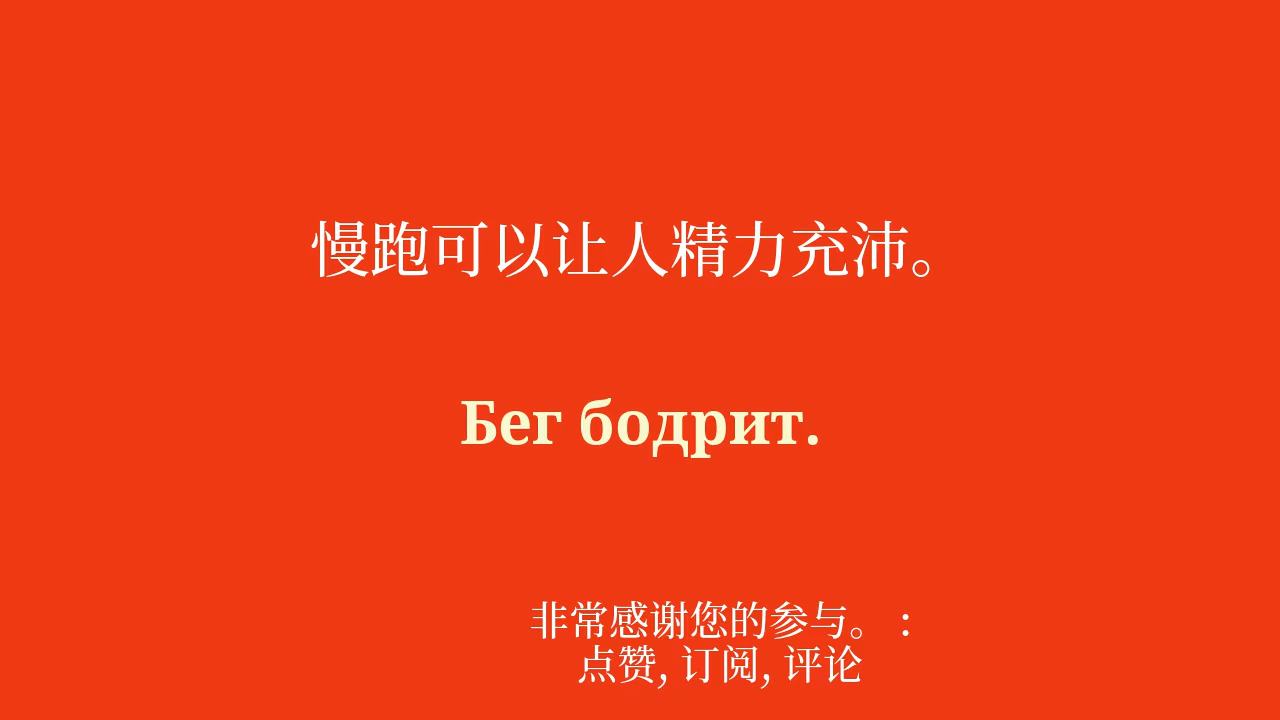 慢跑可以让人精力充沛。
Бег бодрит.
非常感谢您的参与。 :
点赞, 订阅, 评论